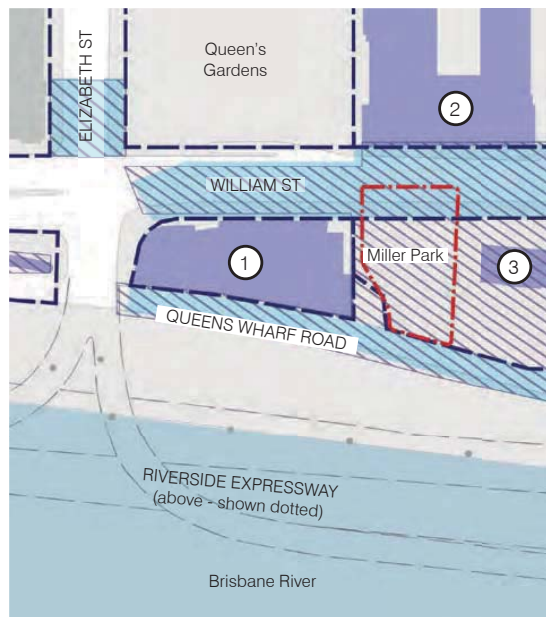 ELIZABETH ST
Queen's
Gardens
2
WILLIAM ST
Miller Park
1
3
QUEENS WHARF ROAD
RIVERSIDE EXPRESSWAY
(above - shown dotted)
Brisbane River